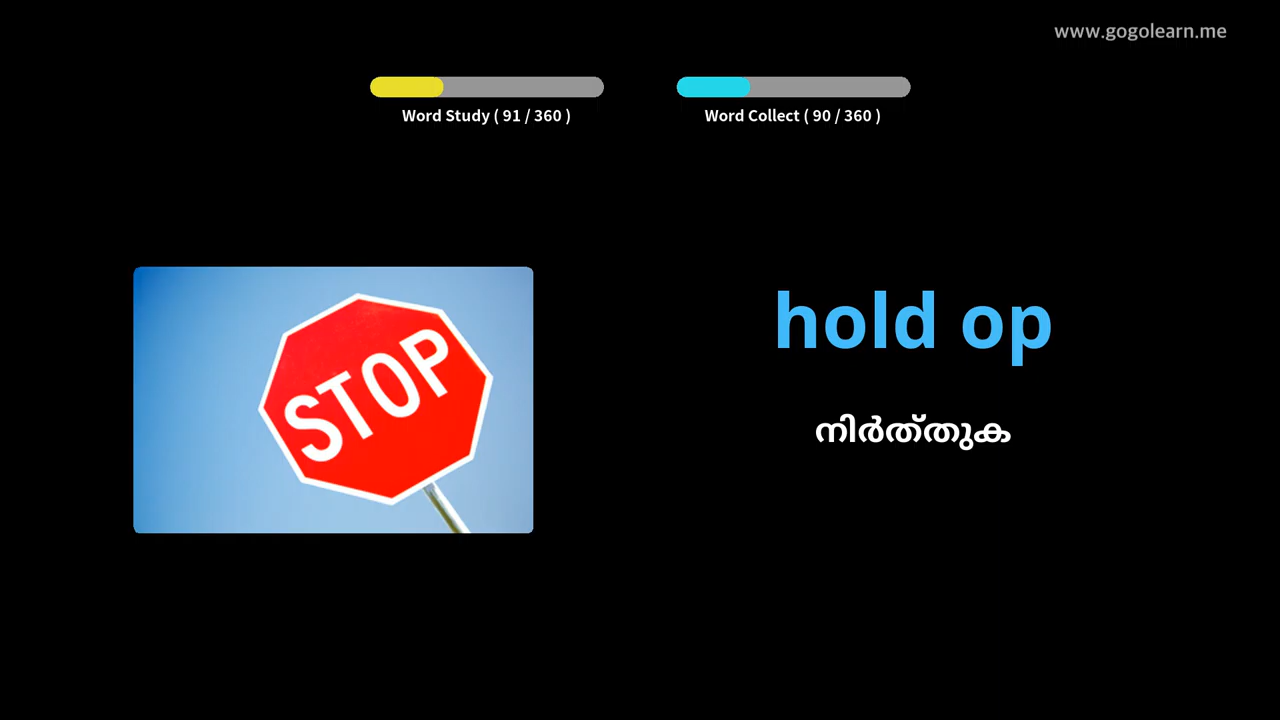 www.gogolearn.me
Word Study ( 91 / 360 )
Word Collect ( 90 / 360 )
STOP
hold op
നിർത്തുക